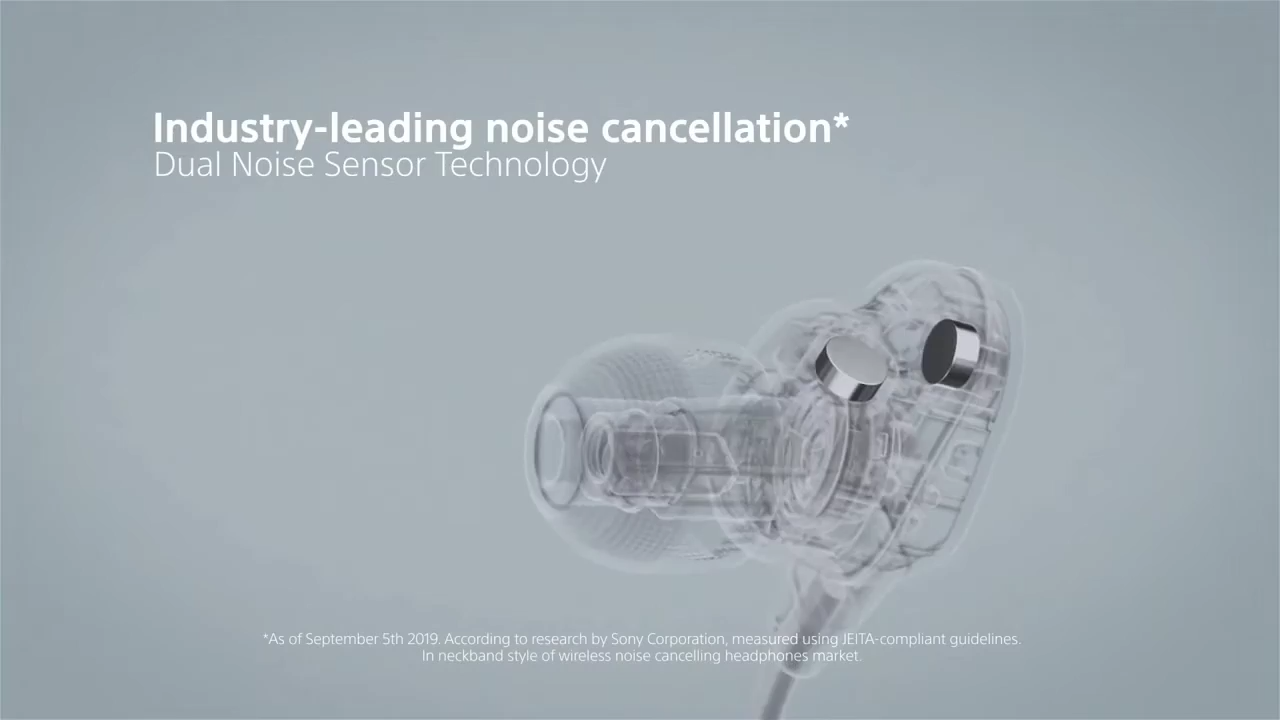 Industry-leading noise cancellation*
Dual Noise Sensor Technology
*As of September 5th 2019. According to research by Sony Corporation, measured using JEITA-compliant guidelines.
In neckband style of wireless noise cancelling headphones market.